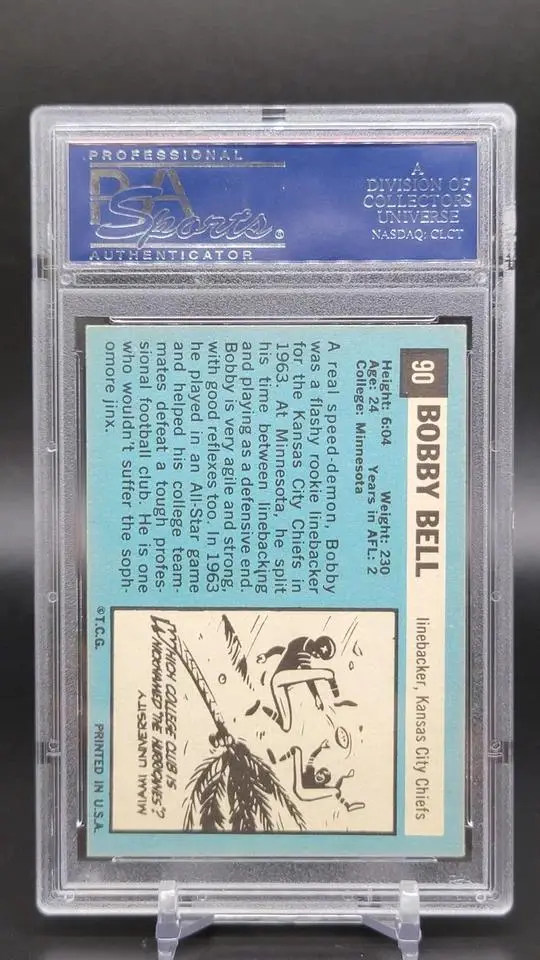 PROFESSIONAL
PSA
Sports®
AUTHENTICATOR
A
DIVISION OF
COLLECTORS
UNIVERSE
NASDAQ: CLCT
90 BOBBY BELL linebacker, Kansas City Chiefs
Height: 6:04 Weight: 230
Age: 24 Years in AFL: 2
College: Minnesota
A real speed-demon, Bobby
was a flashy rookie linebacker
for the Kansas City Chiefs in
1963. At Minnesota, he split
his time between linebacking
and playing as a defensive end.
Bobby is very agile and strong,
with good reflexes too. In 1963
he played in an All-Star game
and helped his college team-
mates defeat a tough profes-
sional football club. He is one
who wouldn't suffer the soph-
omore jinx.
WHICH COLLEGE CLUB IS
NICKNAMED THE HURRICANES?
MIAMI UNIVERSITY
©T.C.G. PRINTED IN U.S.A.